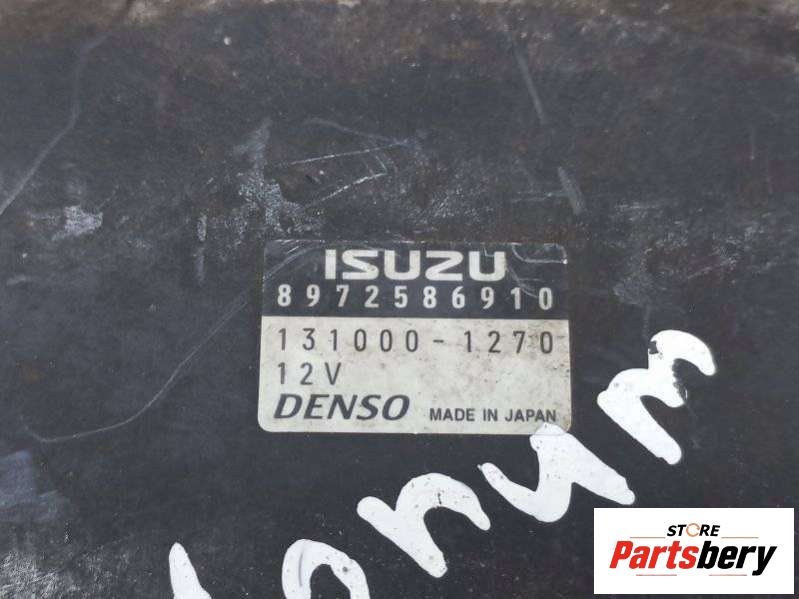 ISUZU
8972586910
131000-1270
12V
DENSO MADE IN JAPAN
STORE
Partsbery